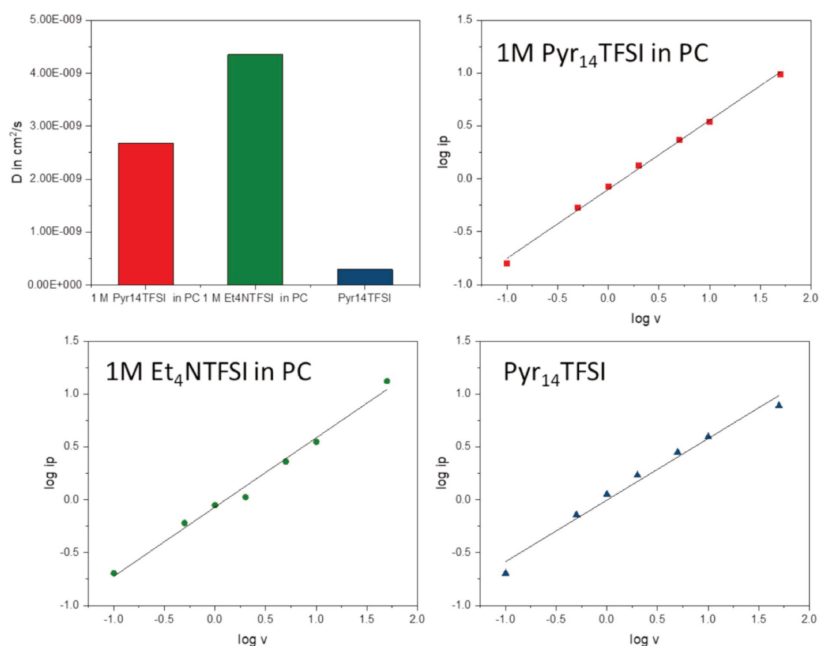 5.00E-009
4.00E-009
3.00E-009
2.00E-009
1.00E-009
0.00E+000
D in cm²/s
1 M Pyr14TFSI in PC 1 M Et4NTFSI in PC Pyr14TFSI
1M Pyr₁₄TFSI in PC
1.5
1.0
0.5
0.0
-0.5
-1.0
log ip
-1.0 -0.5 0.0 0.5 1.0 1.5 2.0
log v
1M Et₄NTFSI in PC
1.5
1.0
0.5
0.0
-0.5
-1.0
log ip
-1.0 -0.5 0.0 0.5 1.0 1.5 2.0
log v
Pyr₁₄TFSI
1.5
1.0
0.5
0.0
-0.5
-1.0
log ip
-1.0 -0.5 0.0 0.5 1.0 1.5 2.0
log v